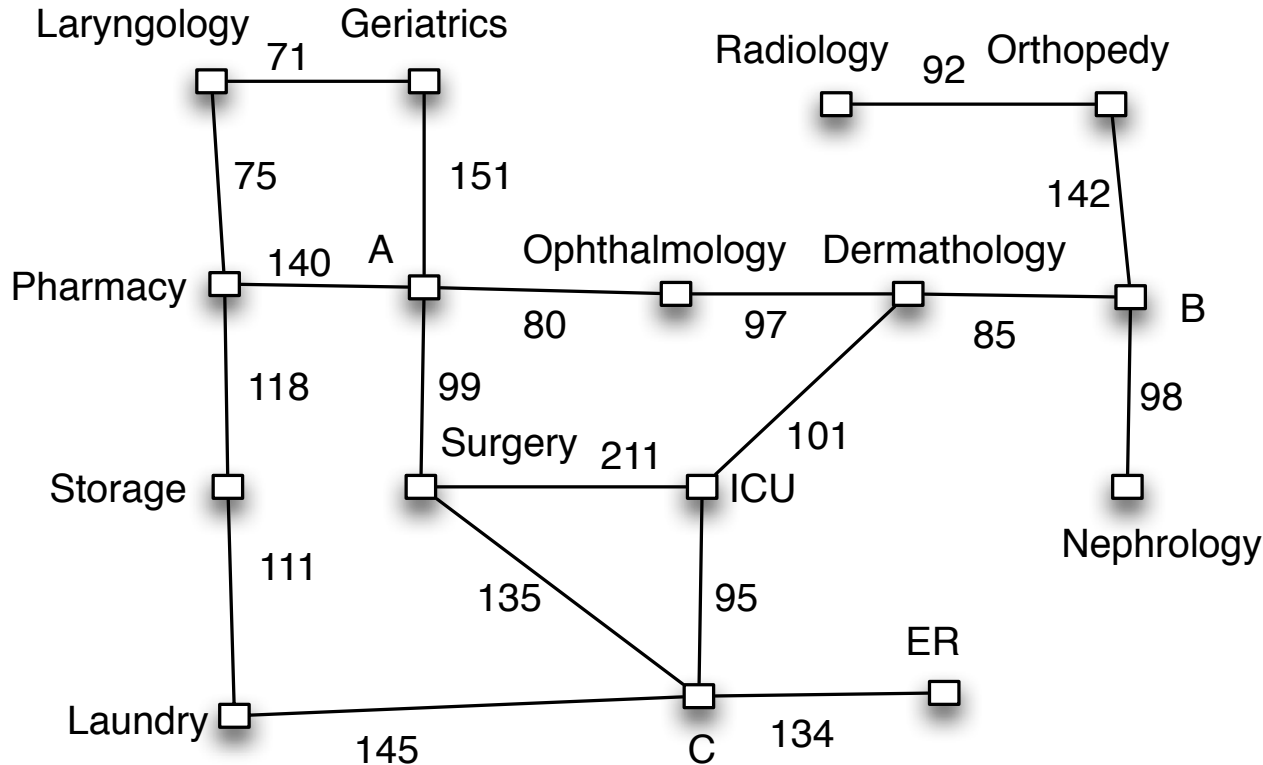 Laryngology
Geriatrics
71
Radiology
92
Orthopedy
75
151
142
Pharmacy
140
A
Ophthalmology
Dermathology
80
97
85
B
118
99
98
Surgery
211
101
Storage
ICU
Nephrology
111
135
95
ER
Laundry
145
C
134